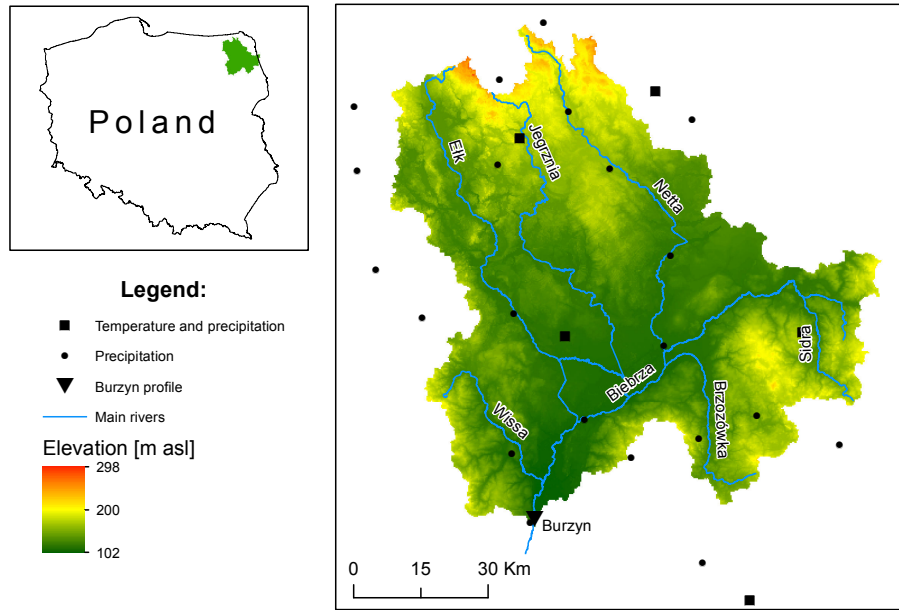 Poland
Legend:
Temperature and precipitation
Precipitation
Burzyn profile
Main rivers
Elevation [m asl]
298
200
102
Ełk
Jegrznia
Netta
Sidra
Biebrza
Brzozówka
Wissa
Burzyn
0 15 30 Km